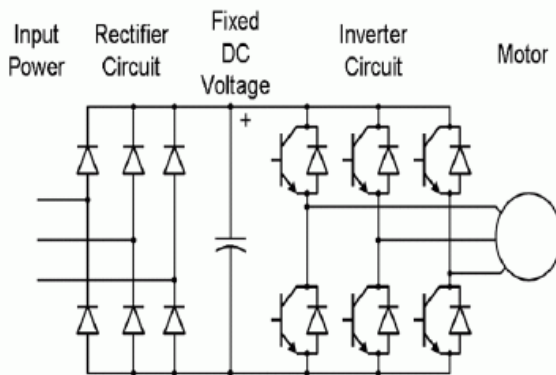 Input
Power
Rectifier
Circuit
Fixed
DC
Voltage
+
Inverter
Circuit
Motor